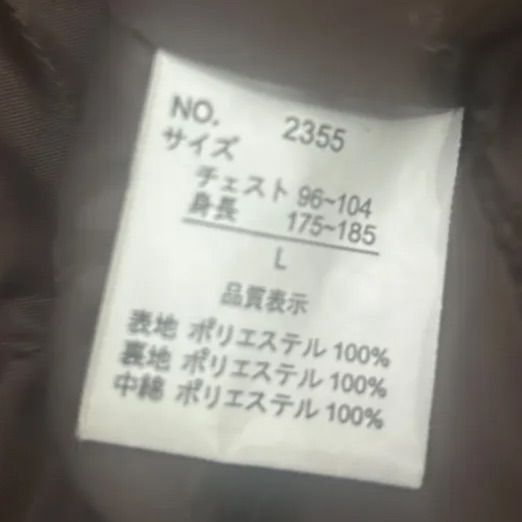 NO. 2355
サイズ
チェスト 96~104
身長 175~185
L
品質表示
表地 ポリエステル 100%
裏地 ポリエステル 100%
中綿 ポリエステル 100%